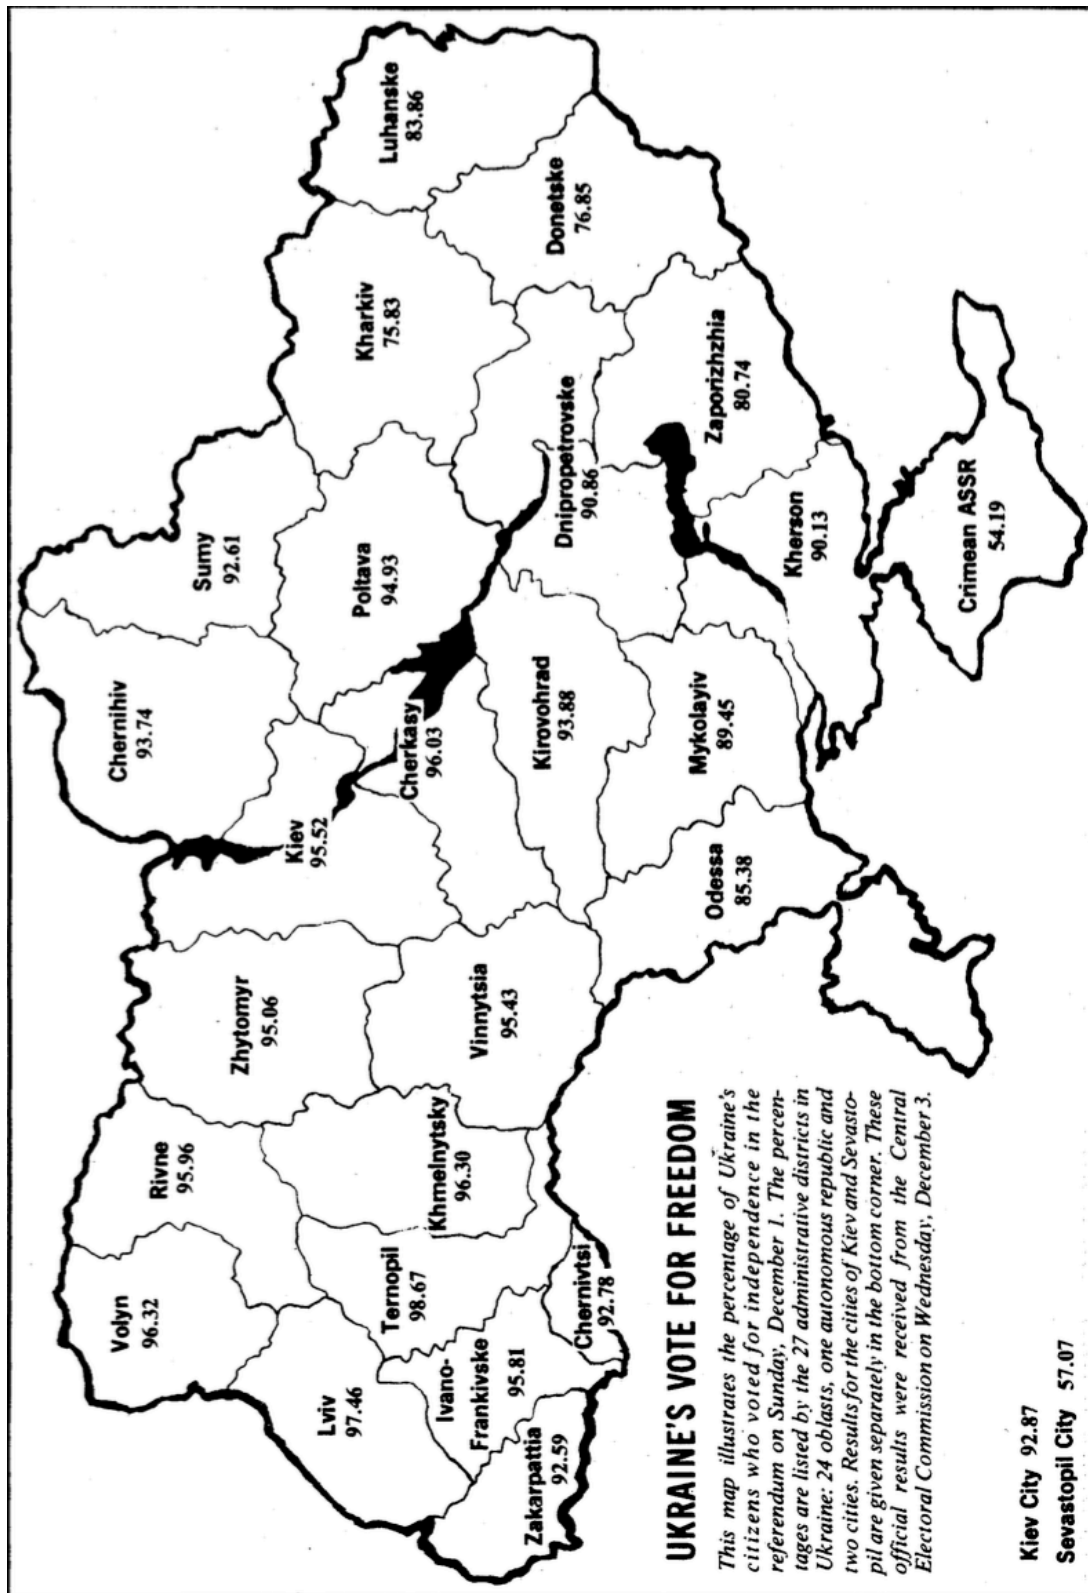 Luhanske
83.86
Donetske
76.85
Kharkiv
75.83
Dnipropetrovske
90.86
Zaporizhzhia
80.74
Kherson
90.13
Crimean ASSR
54.19
Sumy
92.61
Poltava
94.93
Chernihiv
93.74
Kiev
95.52
Cherkasy
96.03
Kirovohrad
93.88
Mykolayiv
89.45
Odessa
85.38
Zhytomyr
95.06
Vinnytsia
95.43
Rivne
95.96
Khmelnytsky
96.30
Volyn
96.32
Ternopil
98.67
Lviv
97.46
Ivano-
Frankivske
95.81
Chernivtsi
92.78
Zakarpattia
92.59
UKRAINE'S VOTE FOR FREEDOM
This map illustrates the percentage of Ukraine's
citizens who voted for independence in the
referendum on Sunday, December 1. The percen-
tages are listed by the 27 administrative districts in
Ukraine: 24 oblasts, one autonomous republic and
two cities. Results for the cities of Kiev and Sevasto-
pil are given separately in the bottom corner. These
official results were received from the Central
Electoral Commission on Wednesday, December 3.
Kiev City 92.87
Sevastopil City 57.07